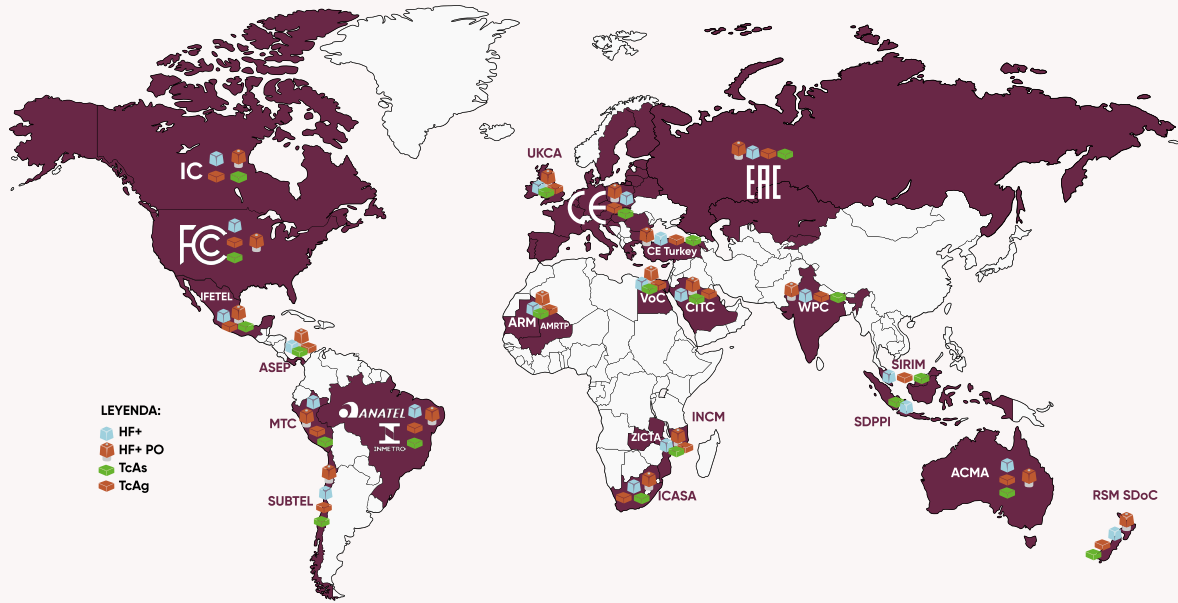 UKCA
IC
EAC
CE
FCC
CE Turkey
IFETEL
VoC
CITC
WPC
ARM
AMRTP
ASEP
SIRIM
LEYENDA:
HF+
HF+ PO
TcAs
TcAg
ANATEL
INMETRO
MTC
SDPPI
INCM
ZICTA
ACMA
SUBTEL
ICASA
RSM SDoC